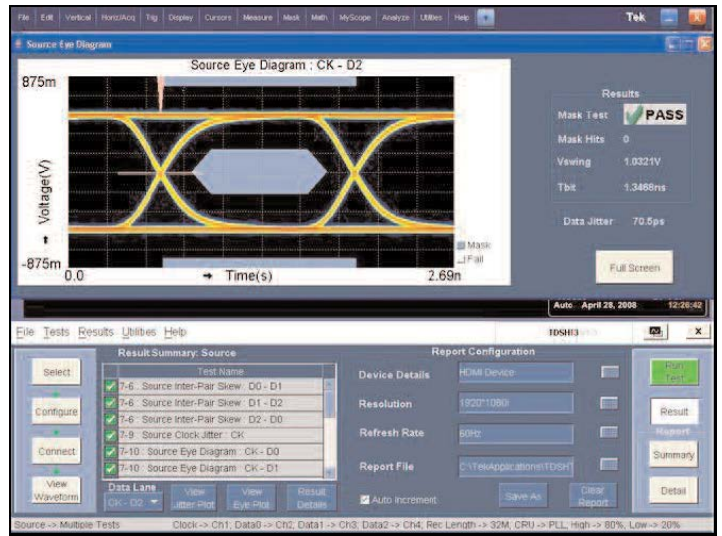 File Edit Vertical Horiz/Acq Trig Display Cursors Measure Mask Math MyScope Analyze Utilities Help Tek
Source Eye Diagram
Source Eye Diagram : CK - D2
875m
Voltage(V)
-875m
0.0
Time(s)
2.69n
Mask
Fail
Results
Mask Test PASS
Mask Hits 0
Vswing 1.0321V
Tbit 1.3468ns
Data Jitter 70.5ps
Full Screen
Auto April 28, 2008 12:26:42
File Tests Results Utilities Help TDSHT3 x
Select
Configure
Connect
View Waveform
Result Summary: Source
Test Name
7-6 : Source Inter-Pair Skew : D0 - D1
7-6 : Source Inter-Pair Skew : D1 - D2
7-6 : Source Inter-Pair Skew : D2 - D0
7-9 : Source Clock Jitter : CK
7-10 : Source Eye Diagram : CK - D0
7-10 : Source Eye Diagram : CK - D1
Data Lane
CK - D2
View Jitter Plot
View Eye Plot
Result Details
Report Configuration
Device Details HDMI Device
Resolution 1920*1080i
Refresh Rate 60Hz
Report File C:\TekApplications\TDSHT
Auto Increment
Save As
Clear Report
Run Test
Result
Report
Summary
Detail
Source -> Multiple Tests Clock -> Ch1, Data0 -> Ch2, Data1 -> Ch3, Data2 -> Ch4, Rec Length -> 32M, CRU -> PLL, High -> 80%, Low -> 20%